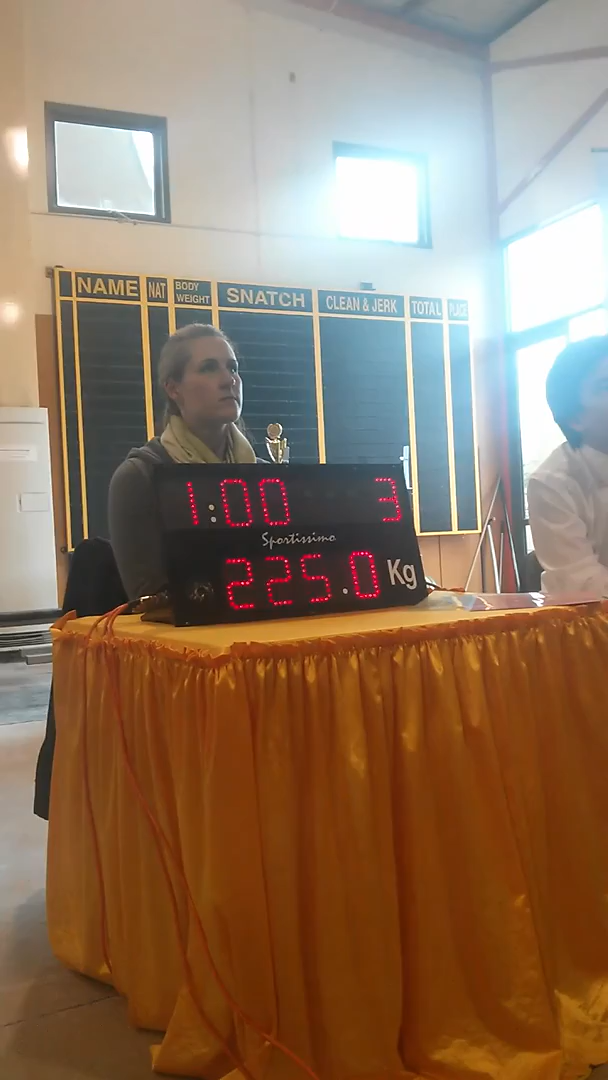 NAME NAT BODY WEIGHT SNATCH CLEAN & JERK TOTAL PLACE
1:00 3
Sportissimo
225.0 Kg